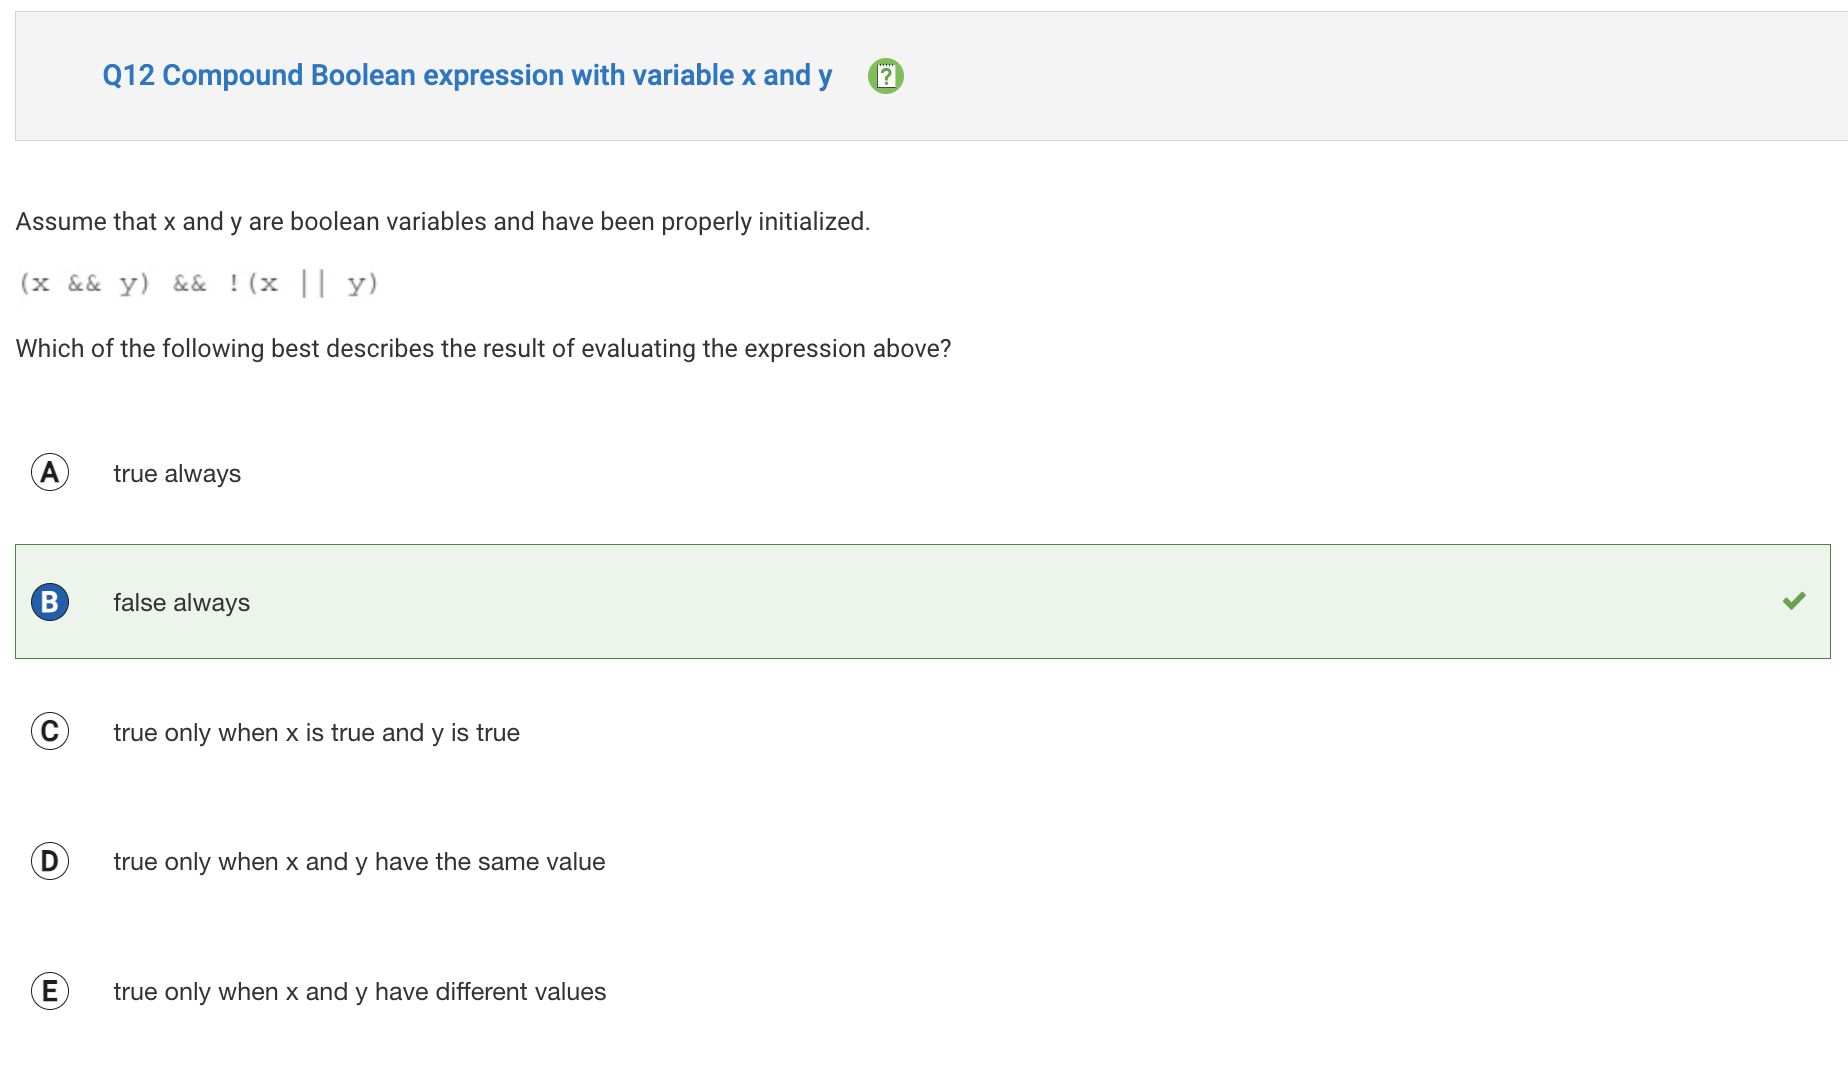 Q12 Compound Boolean expression with variable x and y
Assume that x and y are boolean variables and have been properly initialized.
(x && y) && !(x || y)
Which of the following best describes the result of evaluating the expression above?
A true always
B false always
C true only when x is true and y is true
D true only when x and y have the same value
E true only when x and y have different values